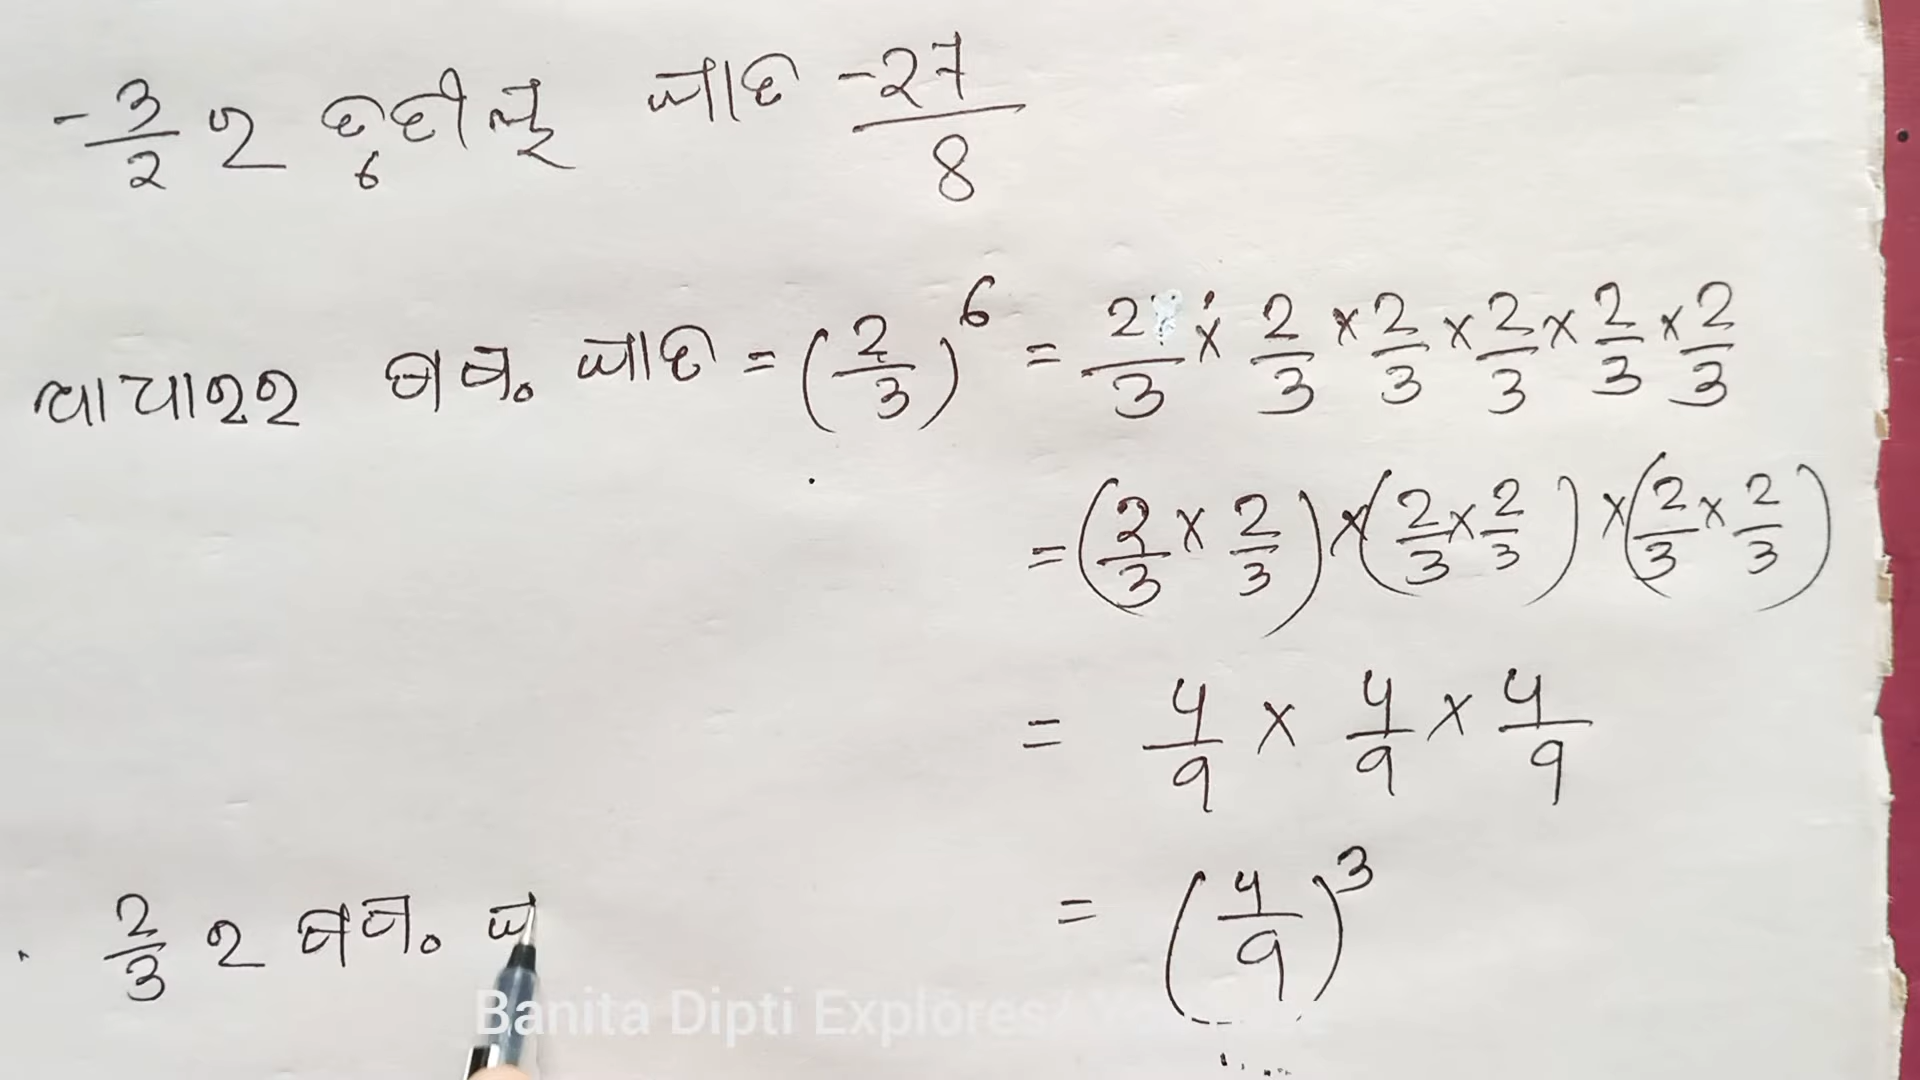 -3/2 ର ତୃତୀୟ ଘାତ -27/8
ଆଧାରର ଷଷ୍ଠ ଘାତ = (2/3)^6 = 2/3 × 2/3 × 2/3 × 2/3 × 2/3 × 2/3
= (2/3 × 2/3) × (2/3 × 2/3) × (2/3 × 2/3)
= 4/9 × 4/9 × 4/9
= (4/9)^3
2/3 ର ଷଷ୍ଠ ଘ
Banita Dipti Explores